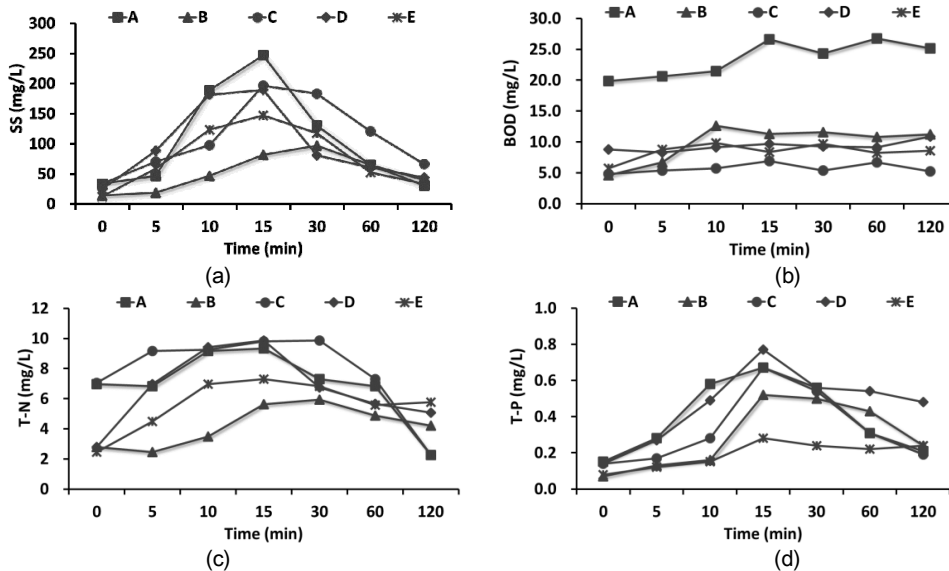 A B C D E
300
250
200
150
100
50
0
SS (mg/L)
0 5 10 15 30 60 120
Time (min)
(a)
A B C D E
30.0
25.0
20.0
15.0
10.0
5.0
0.0
BOD (mg/L)
0 5 10 15 30 60 120
Time (min)
(b)
A B C D E
12
10
8
6
4
2
0
T-N (mg/L)
0 5 10 15 30 60 120
Time (min)
(c)
A B C D E
1.0
0.8
0.6
0.4
0.2
0.0
T-P (mg/L)
0 5 10 15 30 60 120
Time (min)
(d)